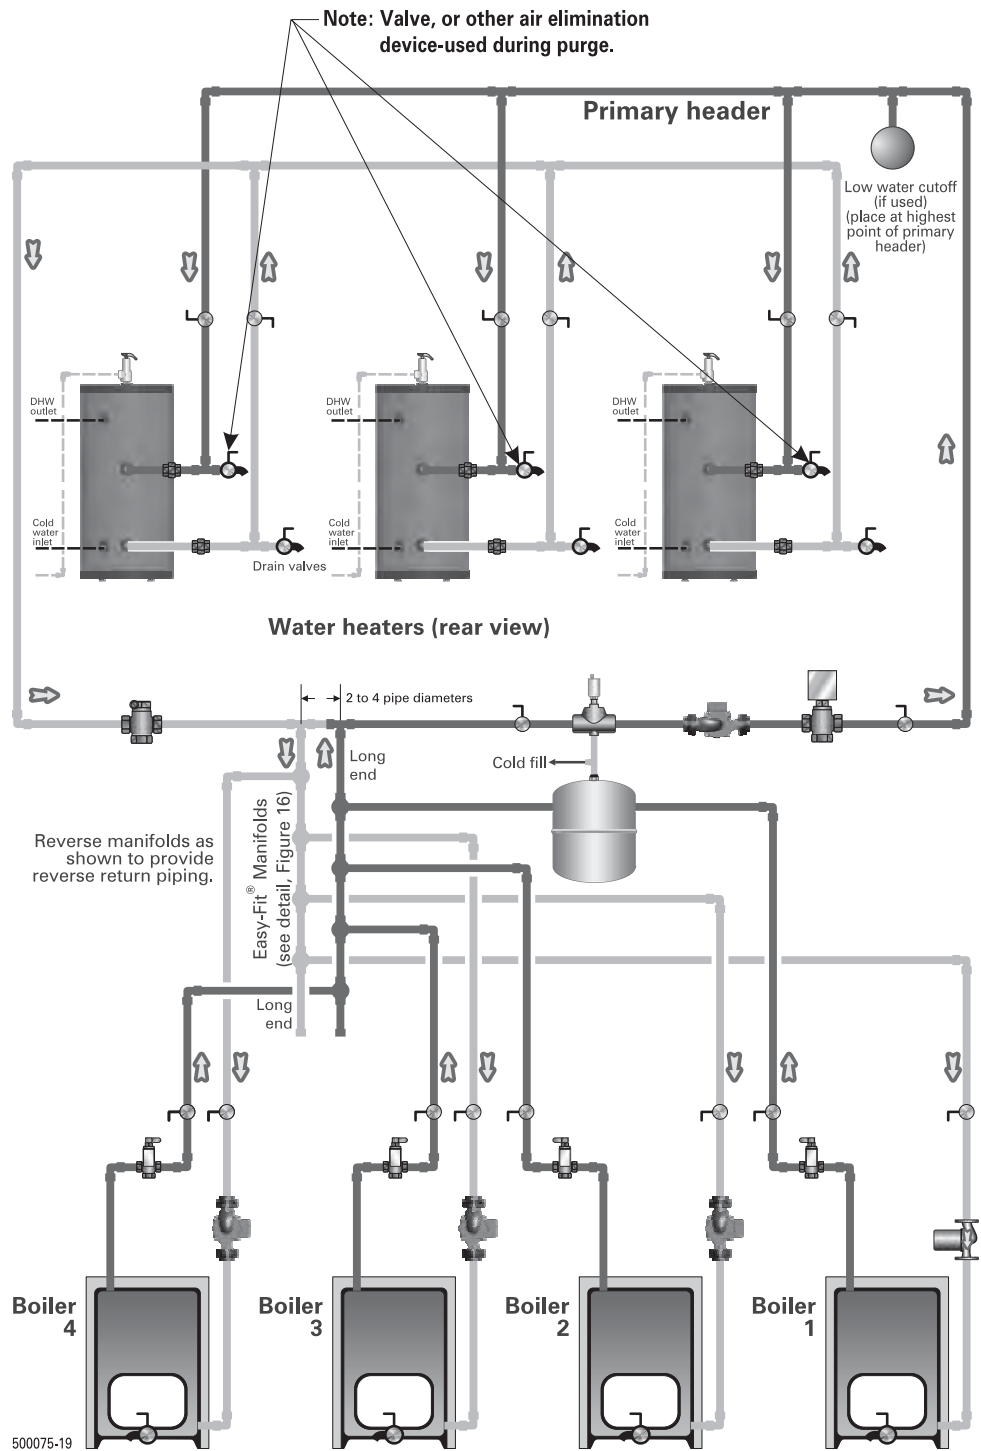 Note: Valve, or other air elimination
device-used during purge.
Primary header
Low water cutoff
(if used)
(place at highest
point of primary
header)
DHW
outlet
DHW
outlet
DHW
outlet
Cold
water
inlet
Cold
water
inlet
Cold
water
inlet
Drain valves
Water heaters (rear view)
2 to 4 pipe diameters
Long
end
Cold fill
Reverse manifolds as
shown to provide
reverse return piping.
Easy-Fit® Manifolds
(see detail, Figure 16)
Long
end
Boiler
4
Boiler
3
Boiler
2
Boiler
1
500075-19